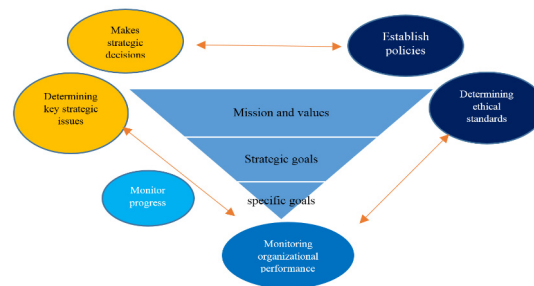 Makes
strategic
decisions
Establish
policies
Determining
key strategic
issues
Determining
ethical
standards
Mission and values
Strategic goals
specific goals
Monitor
progress
Monitoring
organizational
performance